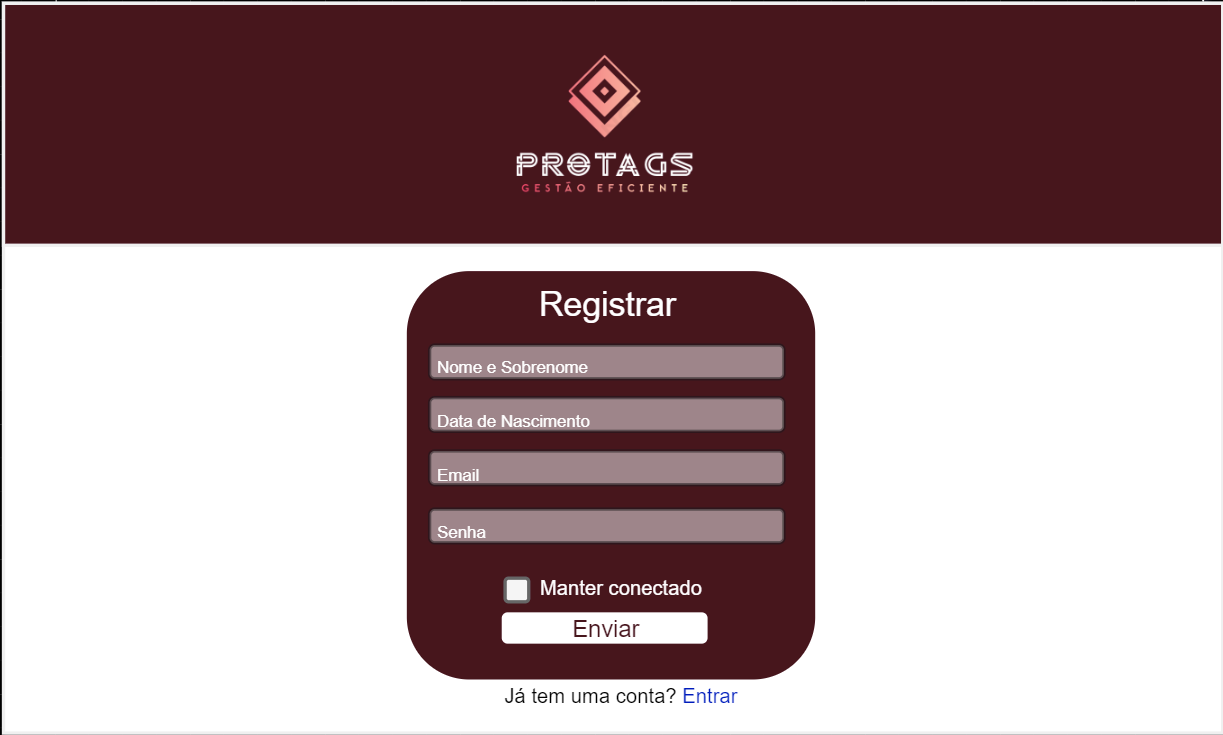 PROTAGS
GESTÃO EFICIENTE
Registrar
Nome e Sobrenome
Data de Nascimento
Email
Senha
Manter conectado
Enviar
Já tem uma conta? Entrar